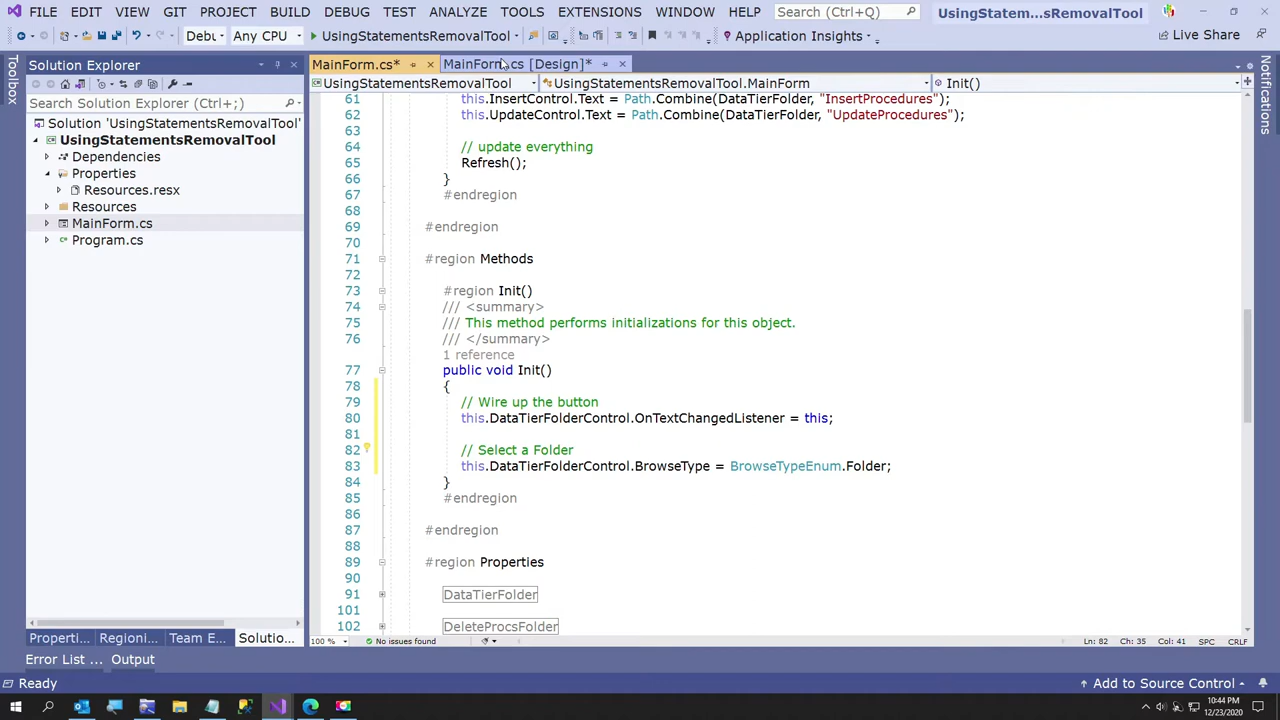 FILE EDIT VIEW GIT PROJECT BUILD DEBUG TEST ANALYZE TOOLS EXTENSIONS WINDOW HELP Search (Ctrl+Q) UsingStatem...sRemovalTool
Debu Any CPU UsingStatementsRemovalTool Application Insights Live Share
Toolbox
Solution Explorer
Search Solution Explorer (Ctrl+;)
Solution 'UsingStatementsRemovalTool'
UsingStatementsRemovalTool
Dependencies
Properties
Resources.resx
Resources
MainForm.cs
Program.cs
Properti... Regioni... Team E... Solutio...
MainForm.cs* MainForm.cs [Design]*
UsingStatementsRemovalTool UsingStatementsRemovalTool.MainForm Init()
61 this.InsertControl.Text = Path.Combine(DataTierFolder, "InsertProcedures");
62 this.UpdateControl.Text = Path.Combine(DataTierFolder, "UpdateProcedures");
63
64 // update everything
65 Refresh();
66 }
67 #endregion
68
69 #endregion
70
71 #region Methods
72
73 #region Init()
74 /// <summary>
75 /// This method performs initializations for this object.
76 /// </summary>
1 reference
77 public void Init()
78 {
79 // Wire up the button
80 this.DataTierFolderControl.OnTextChangedListener = this;
81
82 // Select a Folder
83 this.DataTierFolderControl.BrowseType = BrowseTypeEnum.Folder;
84 }
85 #endregion
86
87 #endregion
88
89 #region Properties
90
91 DataTierFolder
101
102 DeleteProcsFolder
100 % No issues found Ln: 82 Ch: 35 Col: 41 SPC CRLF
Notifications
Error List ... Output
Ready Add to Source Control
10:44 PM
12/23/2020